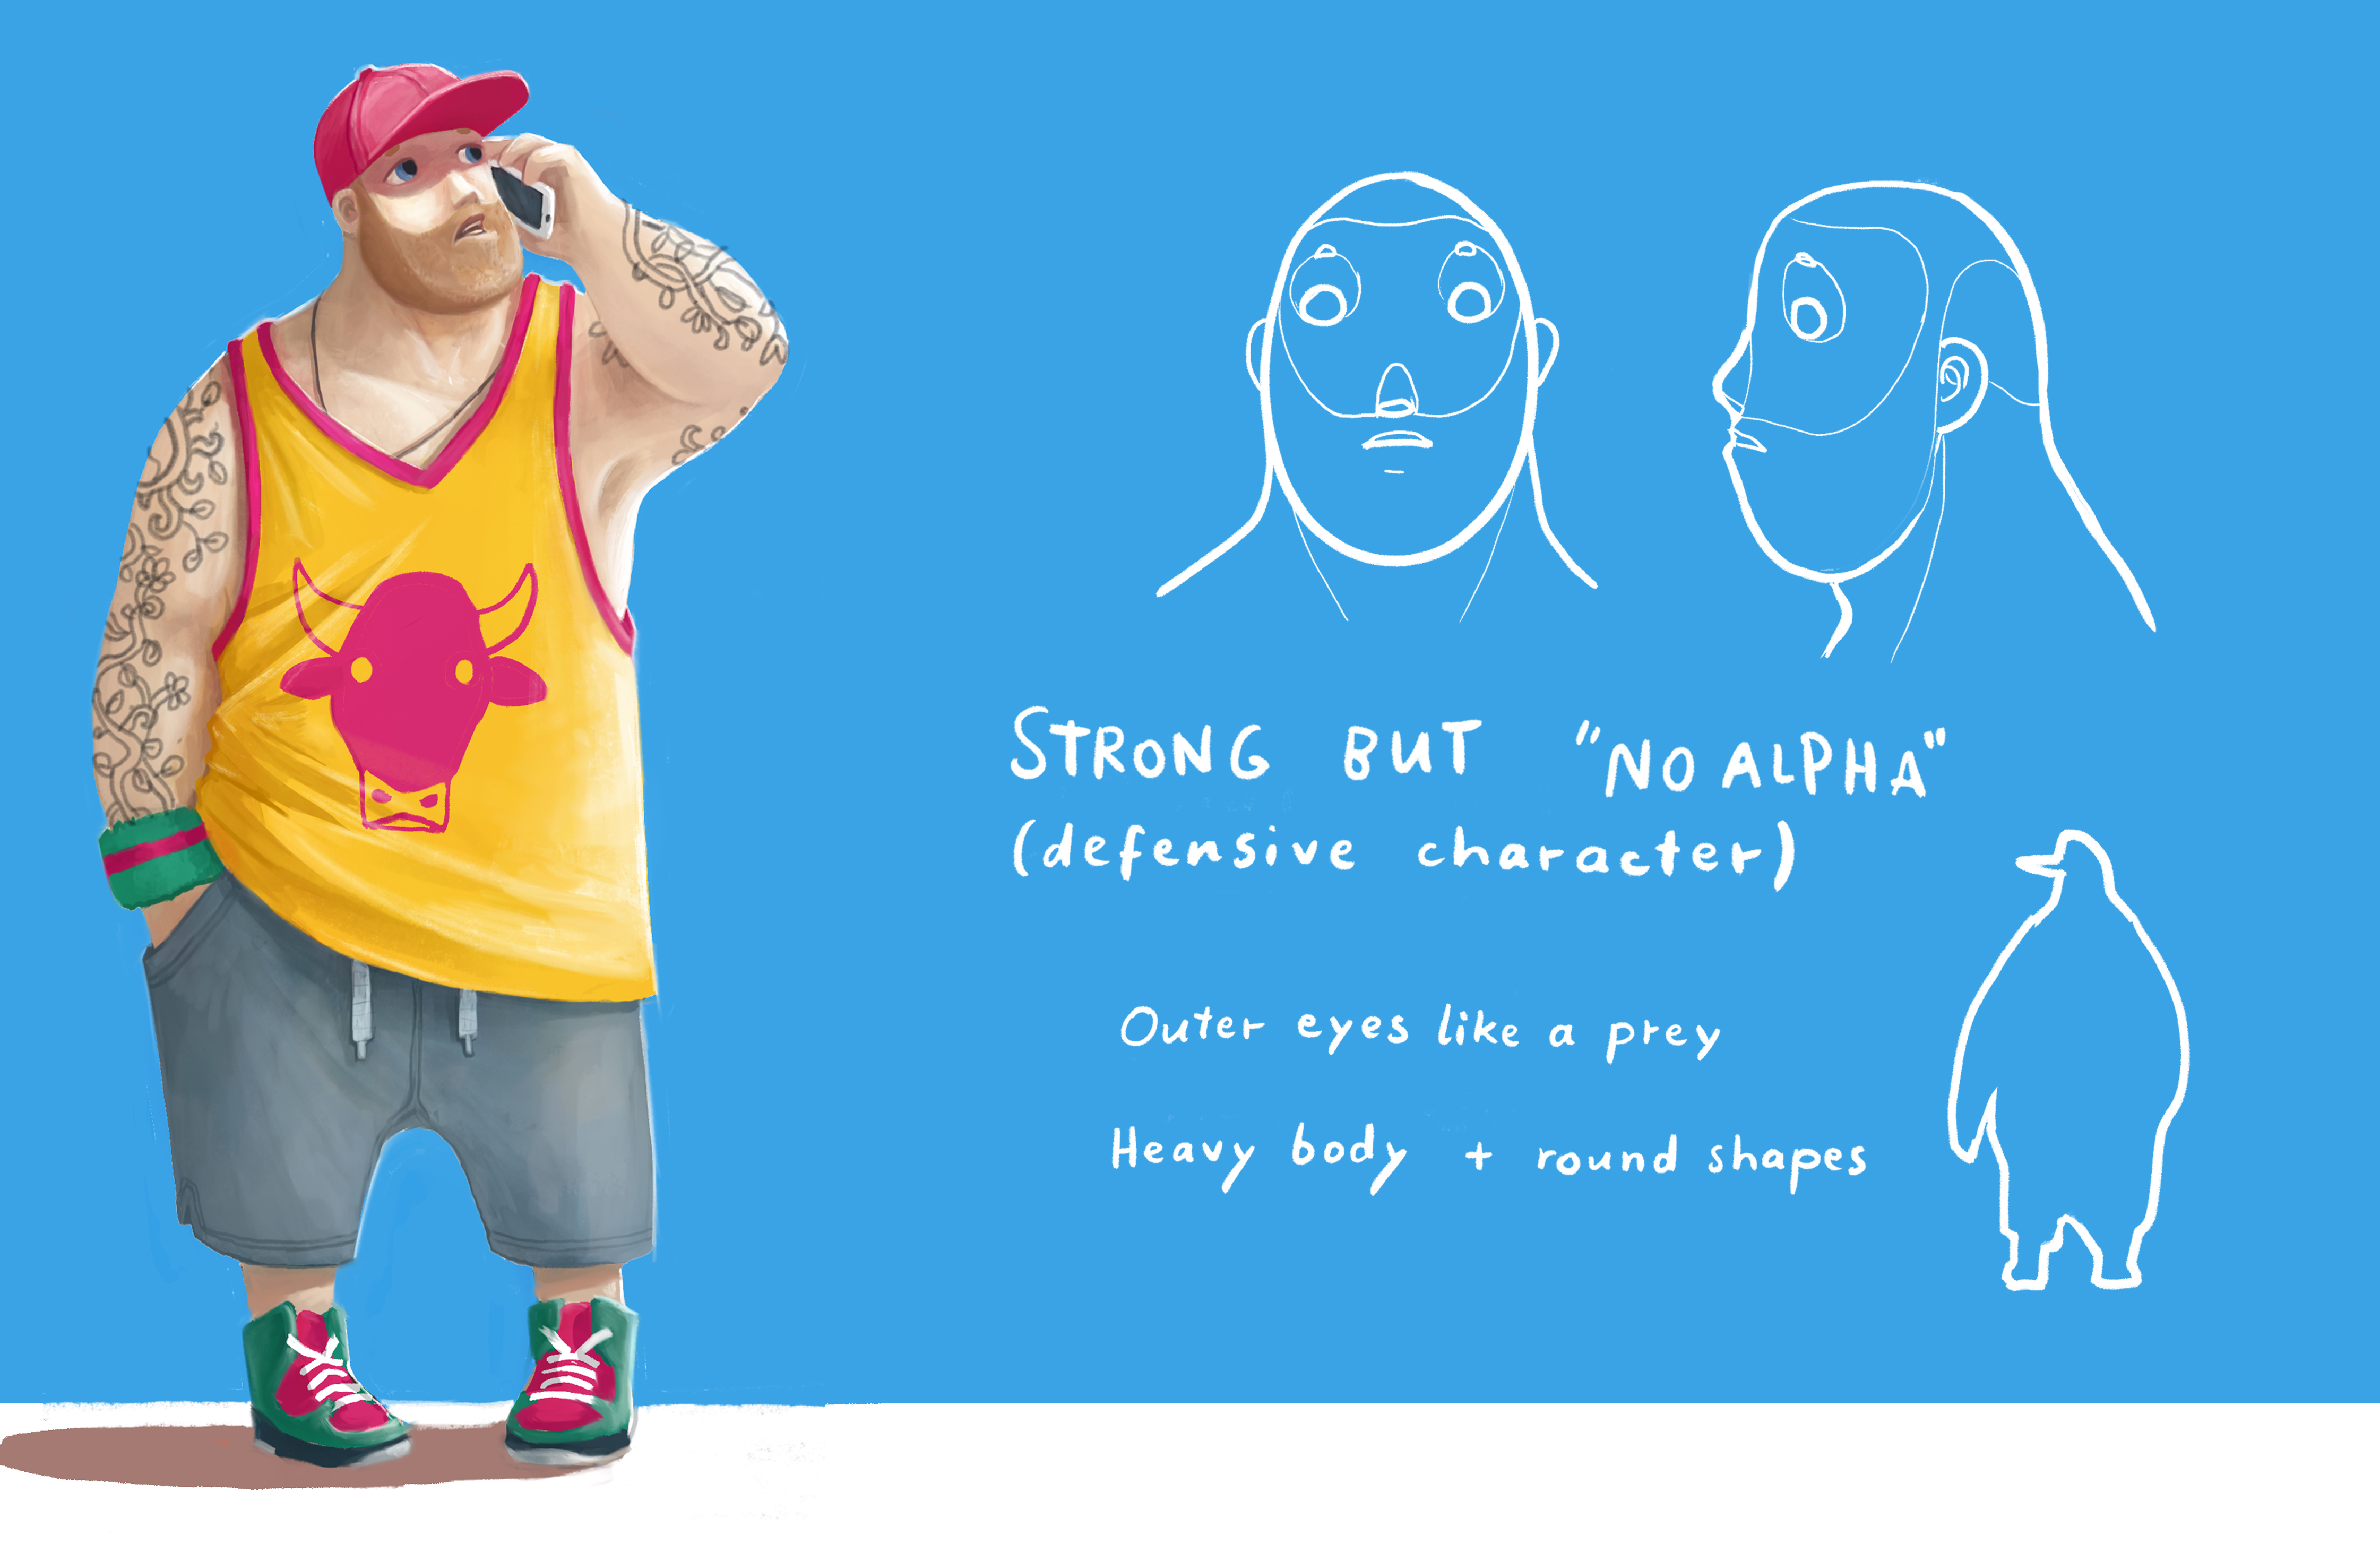 STRONG BUT "NO ALPHA"
(defensive character)
Outer eyes like a prey
Heavy body + round shapes